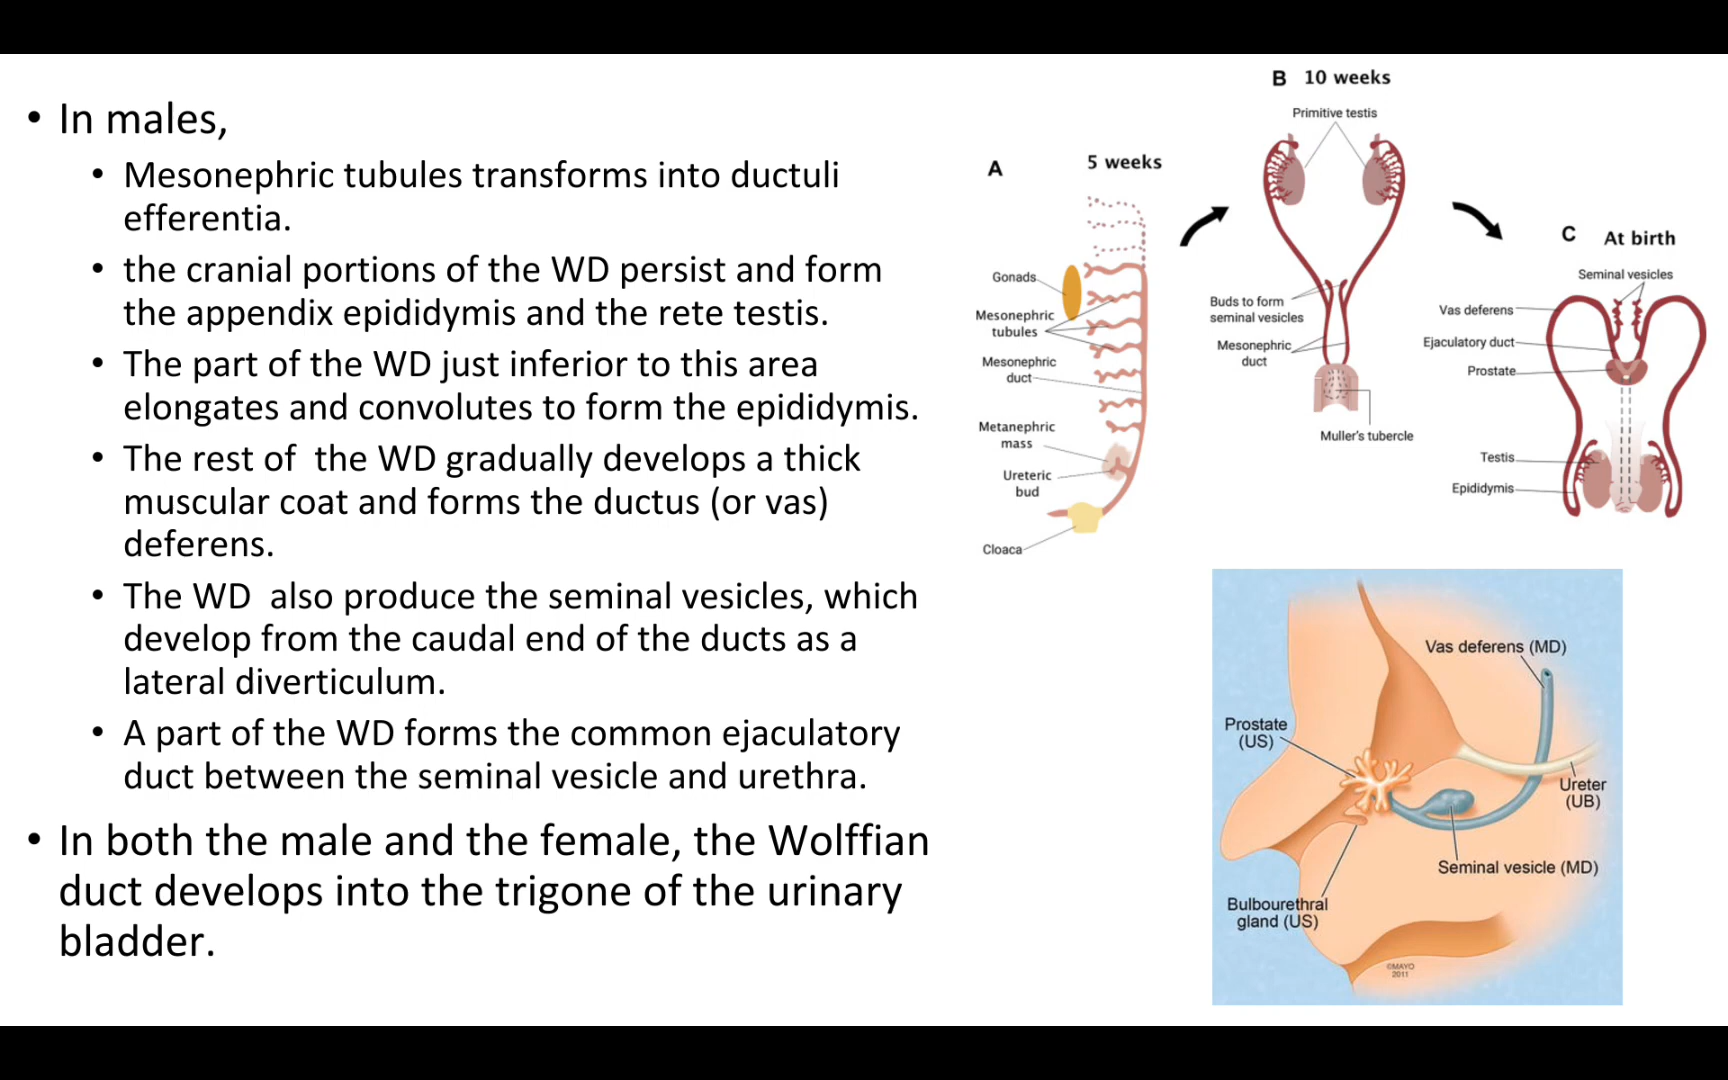 • In males,
• Mesonephric tubules transforms into ductuli
efferentia.
• the cranial portions of the WD persist and form
the appendix epididymis and the rete testis.
• The part of the WD just inferior to this area
elongates and convolutes to form the epididymis.
• The rest of  the WD gradually develops a thick
muscular coat and forms the ductus (or vas)
deferens.
• The WD  also produce the seminal vesicles, which
develop from the caudal end of the ducts as a
lateral diverticulum.
• A part of the WD forms the common ejaculatory
duct between the seminal vesicle and urethra.
• In both the male and the female, the Wolffian
duct develops into the trigone of the urinary
bladder.
A 5 weeks
Gonads
Mesonephric
tubules
Mesonephric
duct
Metanephric
mass
Ureteric
bud
Cloaca
B 10 weeks
Primitive testis
Buds to form
seminal vesicles
Mesonephric
duct
Muller's tubercle
C At birth
Seminal vesicles
Vas deferens
Ejaculatory duct
Prostate
Testis
Epididymis
Vas deferens (MD)
Prostate
(US)
Ureter
(UB)
Seminal vesicle (MD)
Bulbourethral
gland (US)
©MAYO
2011